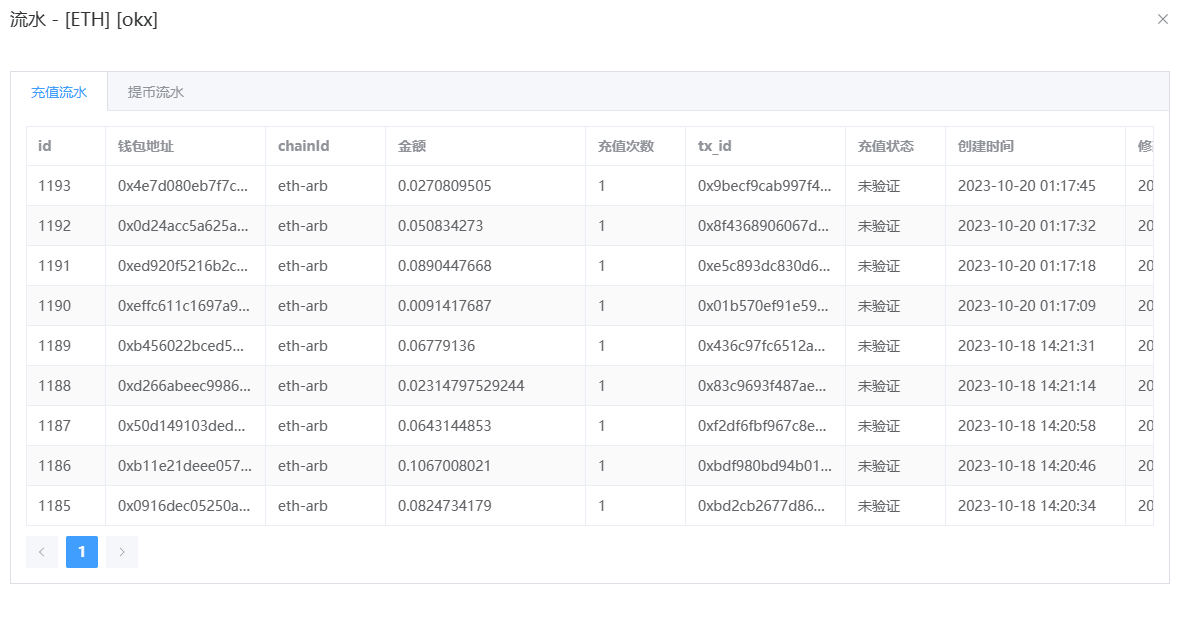 流水 - [ETH] [okx]
充值流水 提币流水
id 钱包地址 chainId 金额 充值次数 tx_id 充值状态 创建时间 修
1193 0x4e7d080eb7f7c... eth-arb 0.0270809505 1 0x9becf9cab997f4... 未验证 2023-10-20 01:17:45 20
1192 0x0d24acc5a625a... eth-arb 0.050834273 1 0x8f4368906067d... 未验证 2023-10-20 01:17:32 20
1191 0xed920f5216b2c... eth-arb 0.0890447668 1 0xe5c893dc830d6... 未验证 2023-10-20 01:17:18 20
1190 0xeffc611c1697a9... eth-arb 0.0091417687 1 0x01b570ef91e59... 未验证 2023-10-20 01:17:09 20
1189 0xb456022bced5... eth-arb 0.06779136 1 0x436c97fc6512a... 未验证 2023-10-18 14:21:31 20
1188 0xd266abeec9986... eth-arb 0.02314797529244 1 0x83c9693f487ae... 未验证 2023-10-18 14:21:14 20
1187 0x50d149103ded... eth-arb 0.0643144853 1 0xf2df6fbf967c8e... 未验证 2023-10-18 14:20:58 20
1186 0xb11e21deee057... eth-arb 0.1067008021 1 0xbdf980bd94b01... 未验证 2023-10-18 14:20:46 20
1185 0x0916dec05250a... eth-arb 0.0824734179 1 0xbd2cb2677d86... 未验证 2023-10-18 14:20:34 20
1